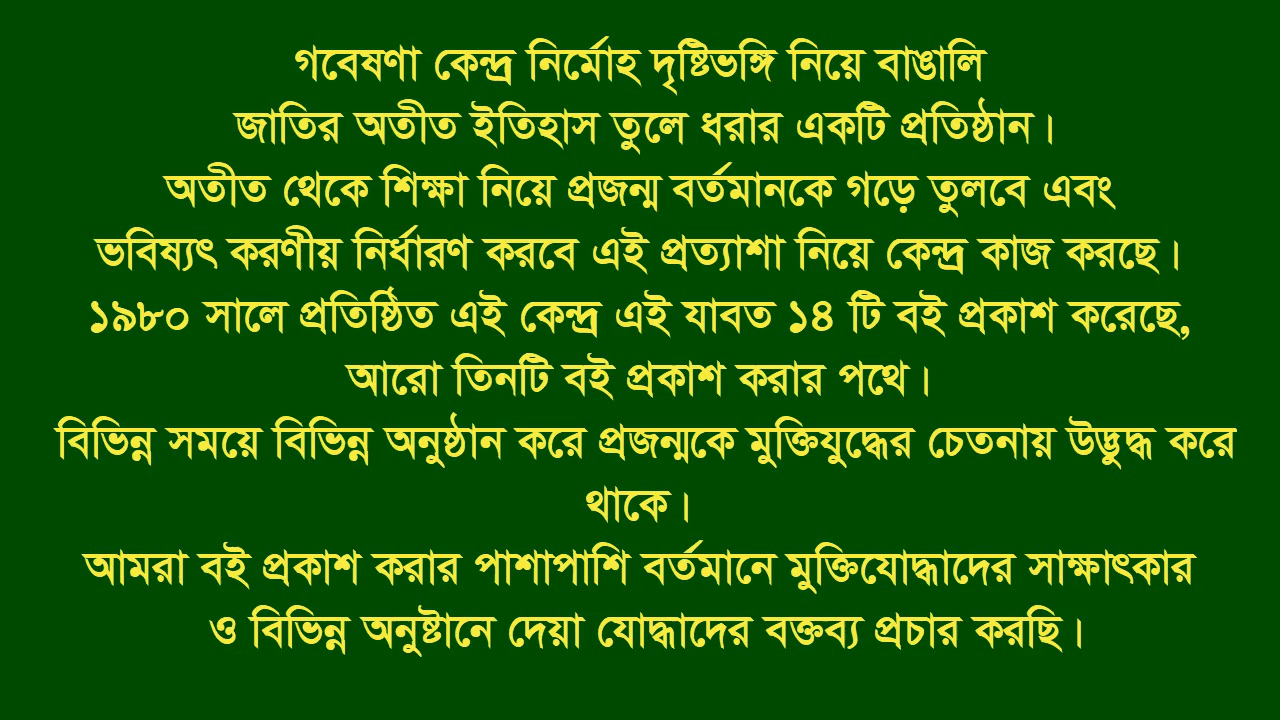 গবেষণা কেন্দ্র নির্মোহ দৃষ্টিভঙ্গি নিয়ে বাঙালি
জাতির অতীত ইতিহাস তুলে ধরার একটি প্রতিষ্ঠান।
অতীত থেকে শিক্ষা নিয়ে প্রজন্ম বর্তমানকে গড়ে তুলবে এবং
ভবিষ্যৎ করণীয় নির্ধারণ করবে এই প্রত্যাশা নিয়ে কেন্দ্র কাজ করছে।
১৯৮০ সালে প্রতিষ্ঠিত এই কেন্দ্র এই যাবত ১৪ টি বই প্রকাশ করেছে,
আরো তিনটি বই প্রকাশ করার পথে।
বিভিন্ন সময়ে বিভিন্ন অনুষ্ঠান করে প্রজন্মকে মুক্তিযুদ্ধের চেতনায় উদ্ভুদ্ধ করে
থাকে।
আমরা বই প্রকাশ করার পাশাপাশি বর্তমানে মুক্তিযোদ্ধাদের সাক্ষাৎকার
ও বিভিন্ন অনুষ্টানে দেয়া যোদ্ধাদের বক্তব্য প্রচার করছি।